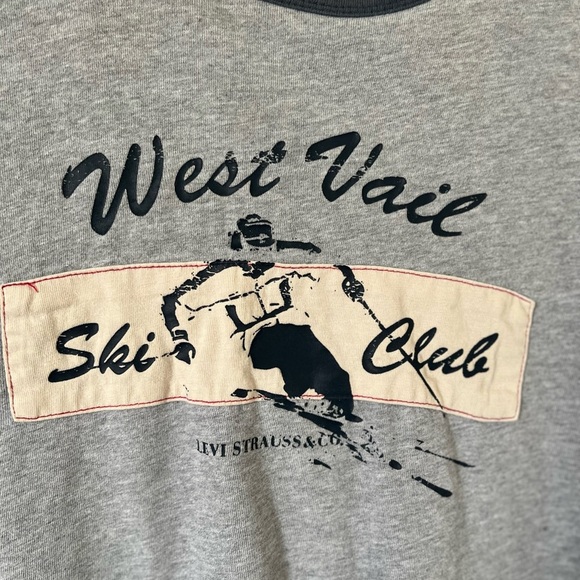 West Vail
Ski Club
LEVI STRAUSS & CO.